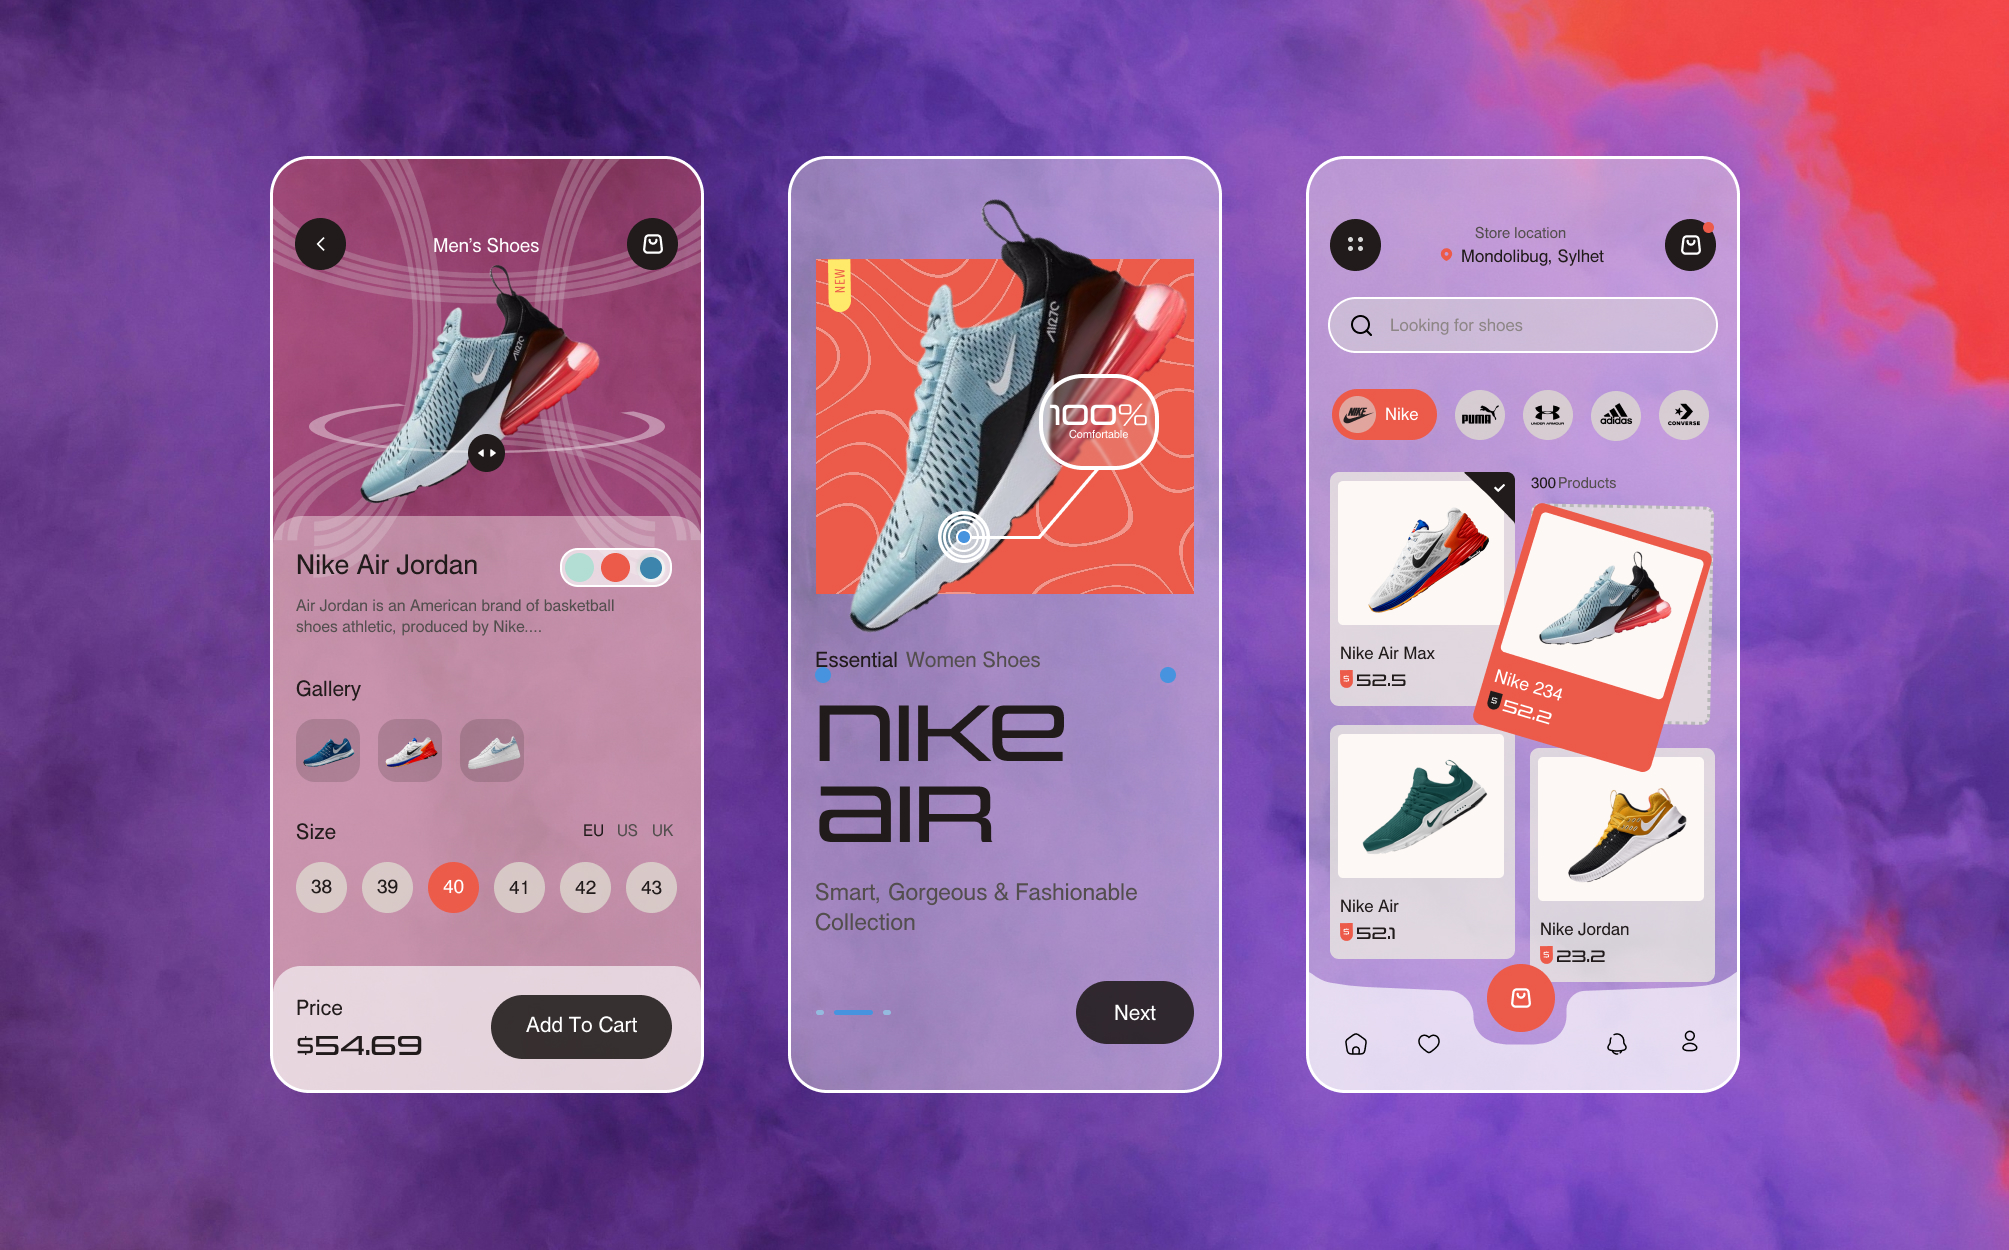 Men's Shoes
AIR27C
Nike Air Jordan
Air Jordan is an American brand of basketball
shoes athletic, produced by Nike....
Gallery
Size
EU US UK
38 39 40 41 42 43
Price
$54.69
Add To Cart
NEW
AIR27C
100%
Comfortable
Essential Women Shoes
NIKE
AIR
Smart, Gorgeous & Fashionable
Collection
Next
Store location
Mondolibug, Sylhet
Looking for shoes
NIKE Nike
PUMA
UNDER ARMOUR
adidas
CONVERSE
300 Products
Nike Air Max
S 52.5
Nike 234
S 52.2
Nike Air
S 52.1
Nike Jordan
S 23.2